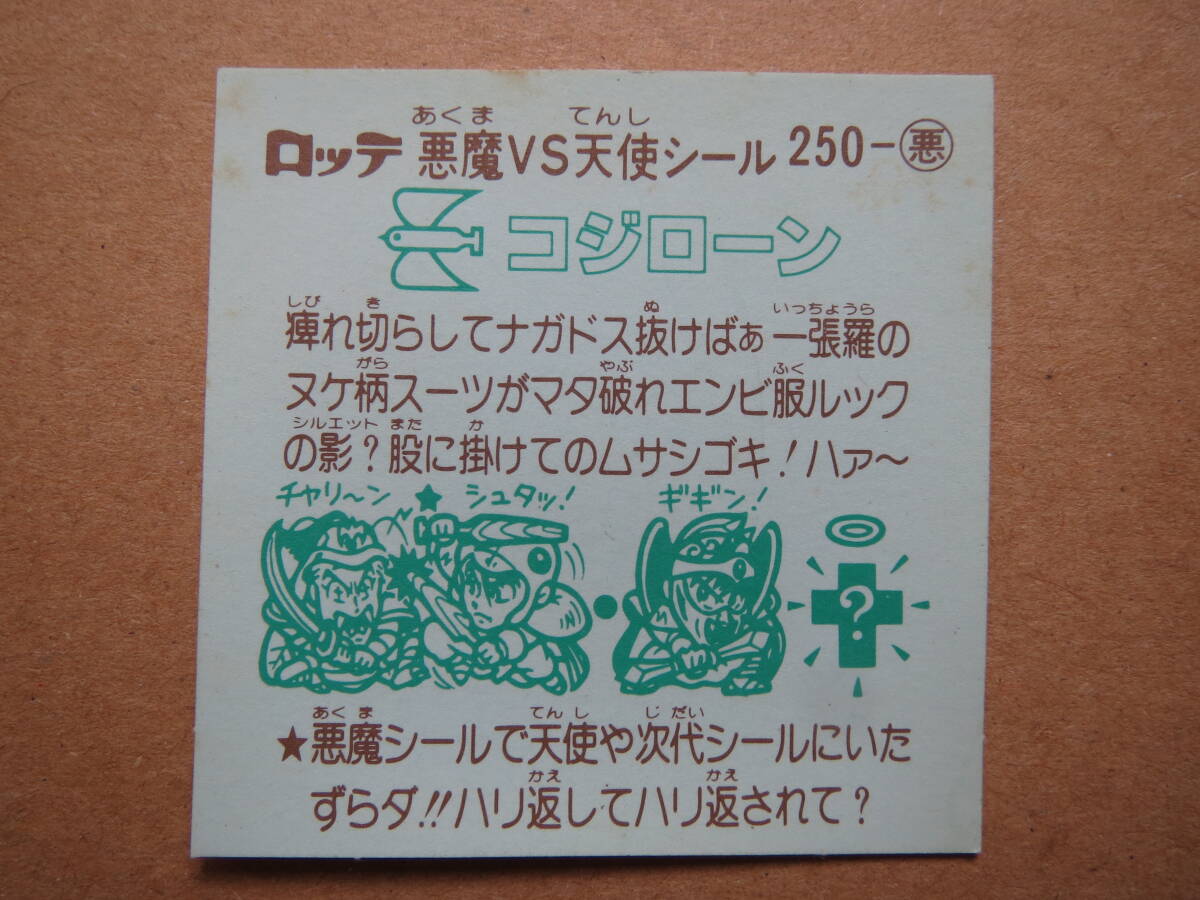 あくま てんし
ロッテ 悪魔VS天使シール 250-悪
コジローン
しび き ぬ いっちょうら
痺れ切らしてナガドス抜けばぁ一張羅の
がら やぶ ふく
ヌケ柄スーツがマタ破れエンビ服ルック
シルエット また か
の影?股に掛けてのムサシゴキ!ハァ〜
チャリ〜ン ★ シュタッ! ギギン!
IN
?
あくま てんし じだい
★悪魔シールで天使や次代シールにいた
かえ かえ
ずらダ!!ハリ返してハリ返されて?